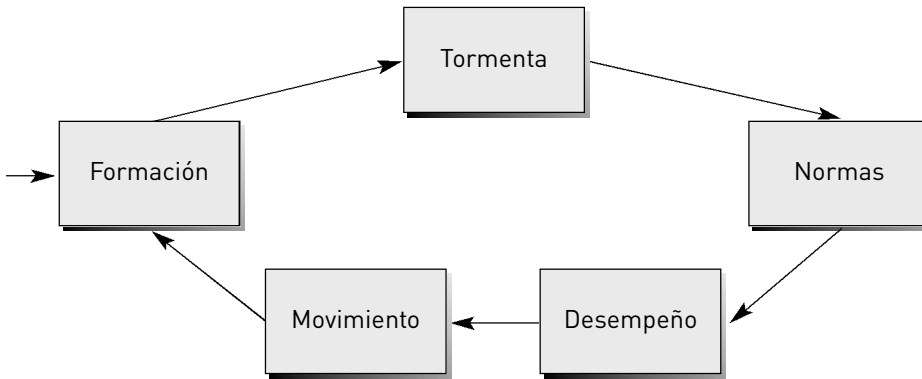 Tormenta
Formación
Normas
Movimiento
Desempeño